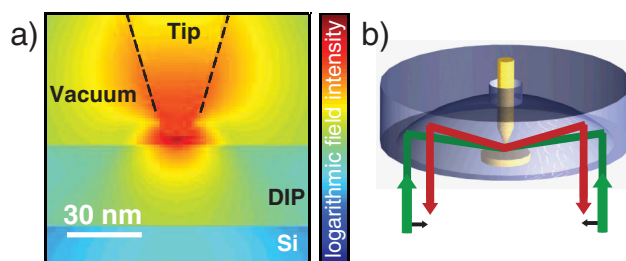 a)
Tip
Vacuum
DIP
30 nm
Si
logarithmic field intensity
b)